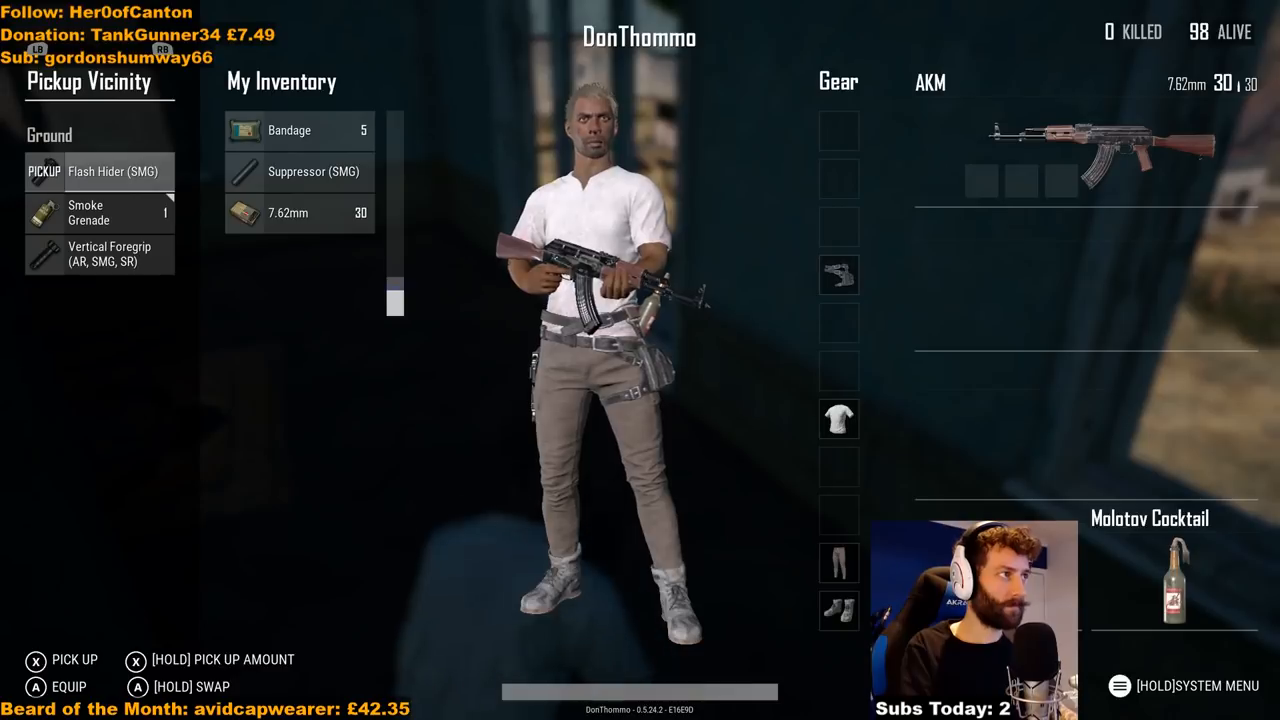 Follow: Her0ofCanton
Donation: TankGunner34 £7.49
Sub: gordonshumway66
LB
RB
DonThommo
0 KILLED 98 ALIVE
Pickup Vicinity
Ground
PICKUP Flash Hider (SMG)
Smoke
Grenade 1
Vertical Foregrip
(AR, SMG, SR)
My Inventory
Bandage 5
Suppressor (SMG)
7.62mm 30
Gear
AKM 7.62mm 30 30
Molotov Cocktail
X PICK UP
X [HOLD] PICK UP AMOUNT
A EQUIP
A [HOLD] SWAP
[HOLD]SYSTEM MENU
Beard of the Month: avidcapwearer: £42.35
DonThommo - 0.5.24.2 - E16E9D
Subs Today: 2